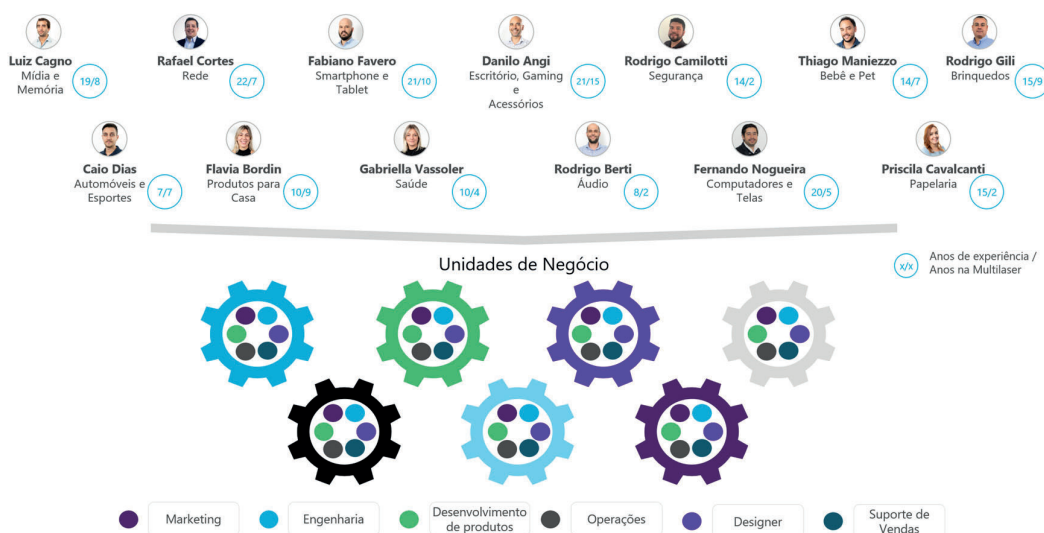 Luiz Cagno
Mídia e
Memória
19/8
Rafael Cortes
Rede
22/7
Fabiano Favero
Smartphone e
Tablet
21/10
Danilo Angi
Escritório, Gaming
e
Acessórios
21/15
Rodrigo Camilotti
Segurança
14/2
Thiago Maniezzo
Bebê e Pet
14/7
Rodrigo Gili
Brinquedos
15/9
Caio Dias
Automóveis e
Esportes
7/7
Flavia Bordin
Produtos para
Casa
10/9
Gabriella Vassoler
Saúde
10/4
Rodrigo Berti
Áudio
8/2
Fernando Nogueira
Computadores e
Telas
20/5
Priscila Cavalcanti
Papelaria
15/2
Unidades de Negócio
x/x
Anos de experiência /
Anos na Multilaser
Marketing
Engenharia
Desenvolvimento
de produtos
Operações
Designer
Suporte de
Vendas